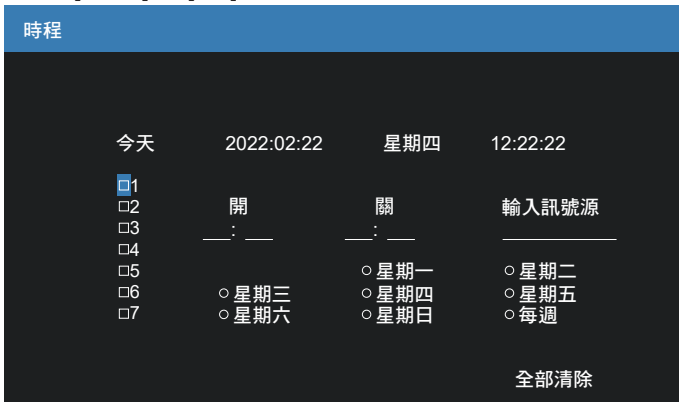 時程
今天 2022:02:22 星期四 12:22:22
□1
□2 開 關 輸入訊號源
□3 __: __ __: __ ________
□4
□5 ○星期一 ○星期二
□6 ○星期三 ○星期四 ○星期五
□7 ○星期六 ○星期日 ○每週
全部清除